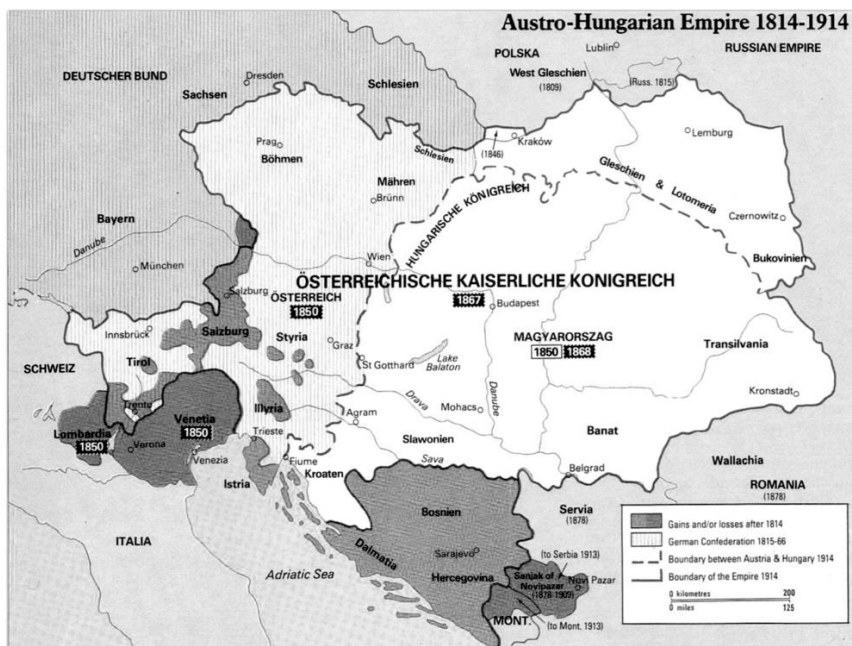 Austro-Hungarian Empire 1814-1914
POLSKA
Lublin
RUSSIAN EMPIRE
DEUTSCHER BUND
Dresden
Sachsen
Schlesien
West Gleschien
(1809)
(Russ. 1815)
Prag
Böhmen
Schlesien
(1846)
Kraków
Lemburg
Gleschien & Lotomeria
Mähren
Brünn
HUNGARISCHE KÖNIGREICH
Czernowitz
Bukovinien
Bayern
Danube
München
Wien
ÖSTERREICHISCHE KAISERLICHE KONIGREICH
Salzburg
ÖSTERREICH
1850
1867
Budapest
Innsbrück
Salzburg
Styria
Graz
MAGYARORSZAG
1850 1868
Transilvania
SCHWEIZ
Tirol
St Gotthard
Lake
Balaton
Danube
Kronstadt
Trento
Venetia
1850
Illyria
Drava
Mohacs
Agram
Banat
Lombardia
1850
Verona
Venezia
Trieste
Fiume
Slawonien
Sava
Belgrad
Wallachia
Istria
Kroaten
ROMANIA
(1878)
Servia
(1878)
Bosnien
ITALIA
Dalmatia
Sarajevo
(to Serbia 1913)
Adriatic Sea
Hercegovina
Sanjak of
Novipazar
(1878-1909)
Novi Pazar
MONT.
(to Mont. 1913)
Gains and/or losses after 1814
German Confederation 1815-66
Boundary between Austria & Hungary 1914
Boundary of the Empire 1914
0 kilometres 200
0 miles 125